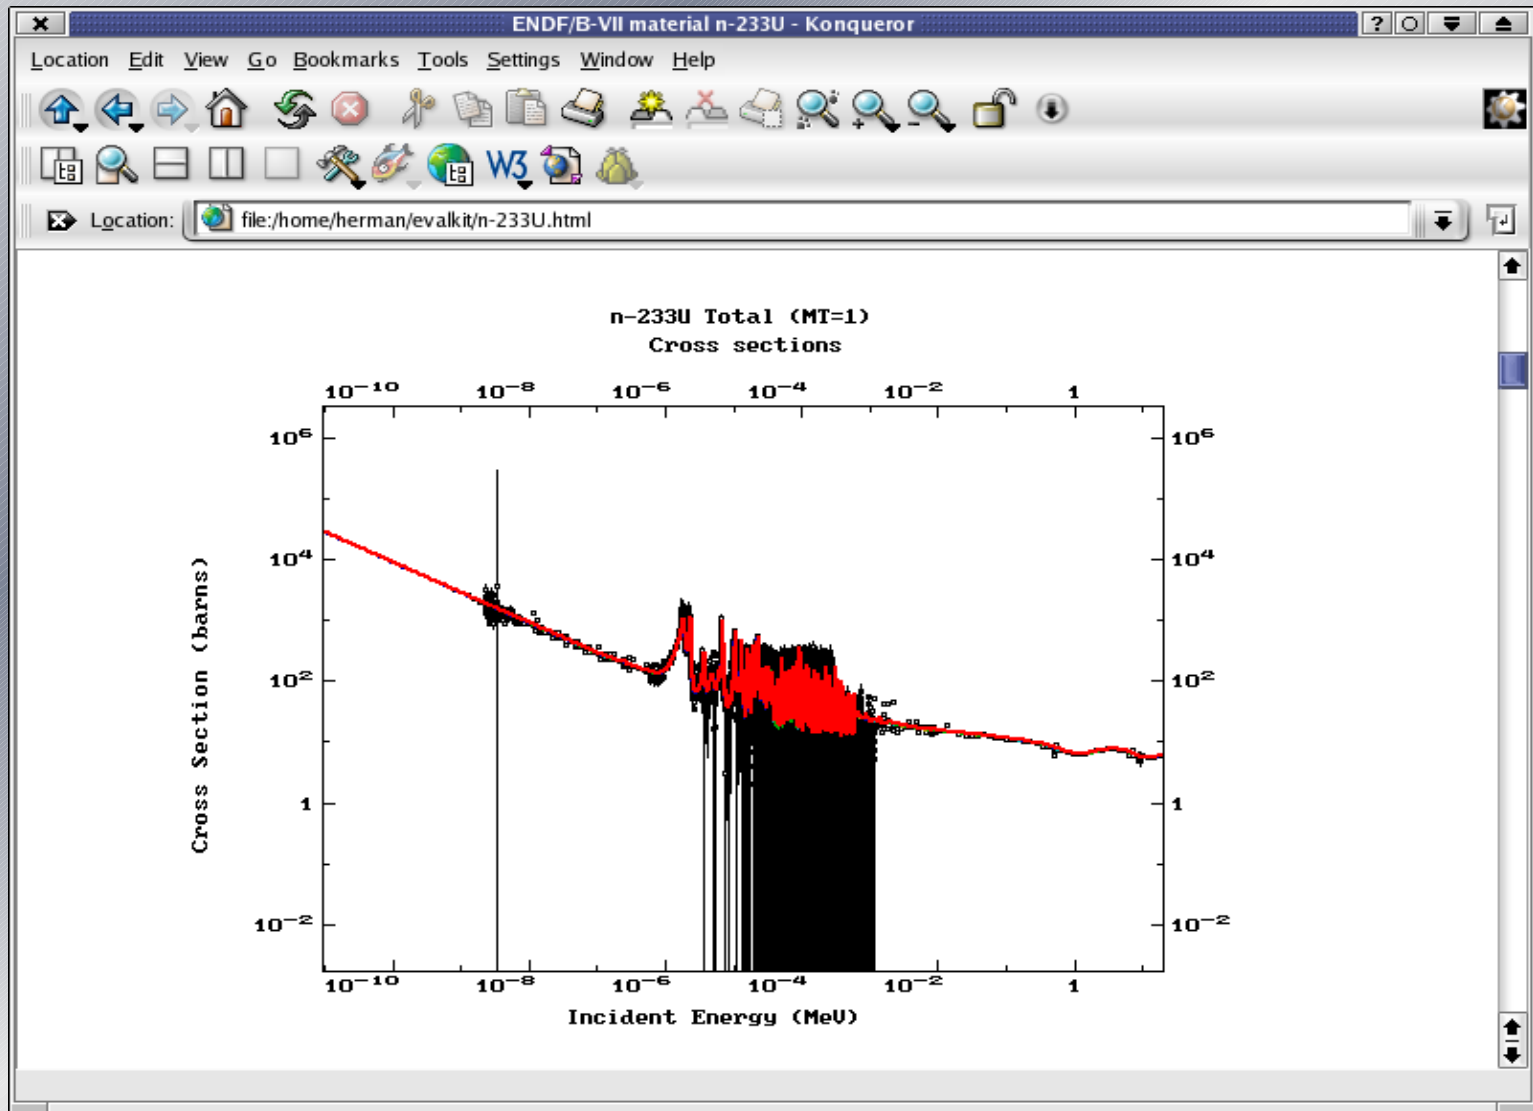 ENDF/B-VII material n-233U - Konqueror
Location Edit View Go Bookmarks Tools Settings Window Help
W3
Location: file:/home/herman/evalkit/n-233U.html
n-233U Total (MT=1)
Cross sections
10⁻¹⁰ 10⁻⁸ 10⁻⁶ 10⁻⁴ 10⁻² 1
10⁶ 10⁶
10⁴ 10⁴
10² 10²
1 1
10⁻² 10⁻²
Cross Section (barns)
10⁻¹⁰ 10⁻⁸ 10⁻⁶ 10⁻⁴ 10⁻² 1
Incident Energy (MeV)